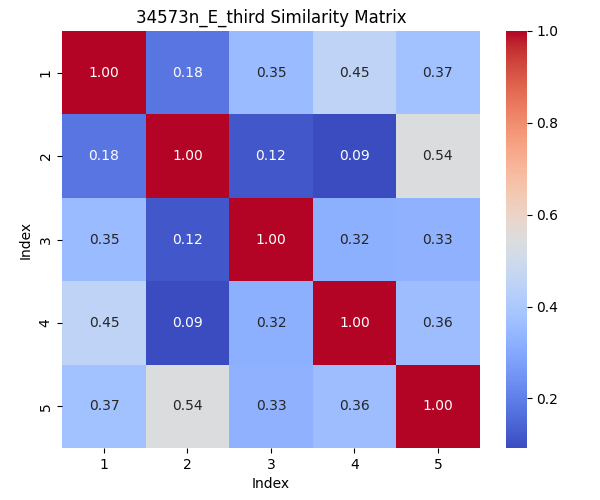 34573n_E_third Similarity Matrix
1 1.00 0.18 0.35 0.45 0.37
2 0.18 1.00 0.12 0.09 0.54
3 0.35 0.12 1.00 0.32 0.33
4 0.45 0.09 0.32 1.00 0.36
5 0.37 0.54 0.33 0.36 1.00
1 2 3 4 5
Index
Index
1.0
0.8
0.6
0.4
0.2